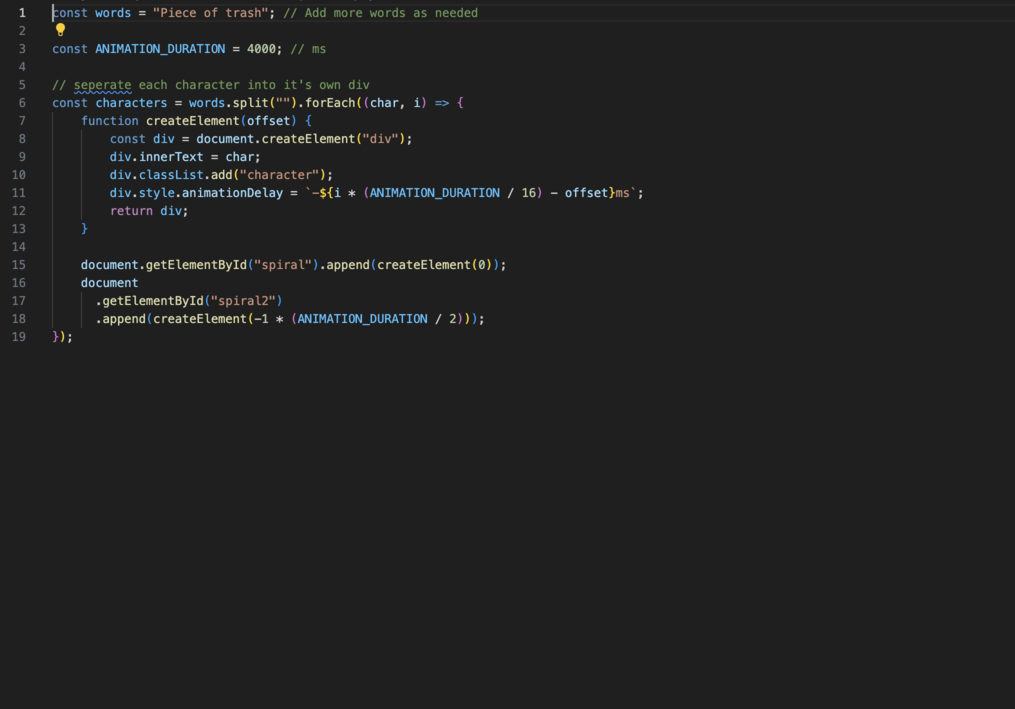 1 const words = "Piece of trash"; // Add more words as needed
2
3 const ANIMATION_DURATION = 4000; // ms
4
5 // seperate each character into it's own div
6 const characters = words.split("").forEach((char, i) => {
7 function createElement(offset) {
8 const div = document.createElement("div");
9 div.innerText = char;
10 div.classList.add("character");
11 div.style.animationDelay = `-${i * (ANIMATION_DURATION / 16) - offset}ms`;
12 return div;
13 }
14
15 document.getElementById("spiral").append(createElement(0));
16 document
17 .getElementById("spiral2")
18 .append(createElement(-1 * (ANIMATION_DURATION / 2)));
19 });